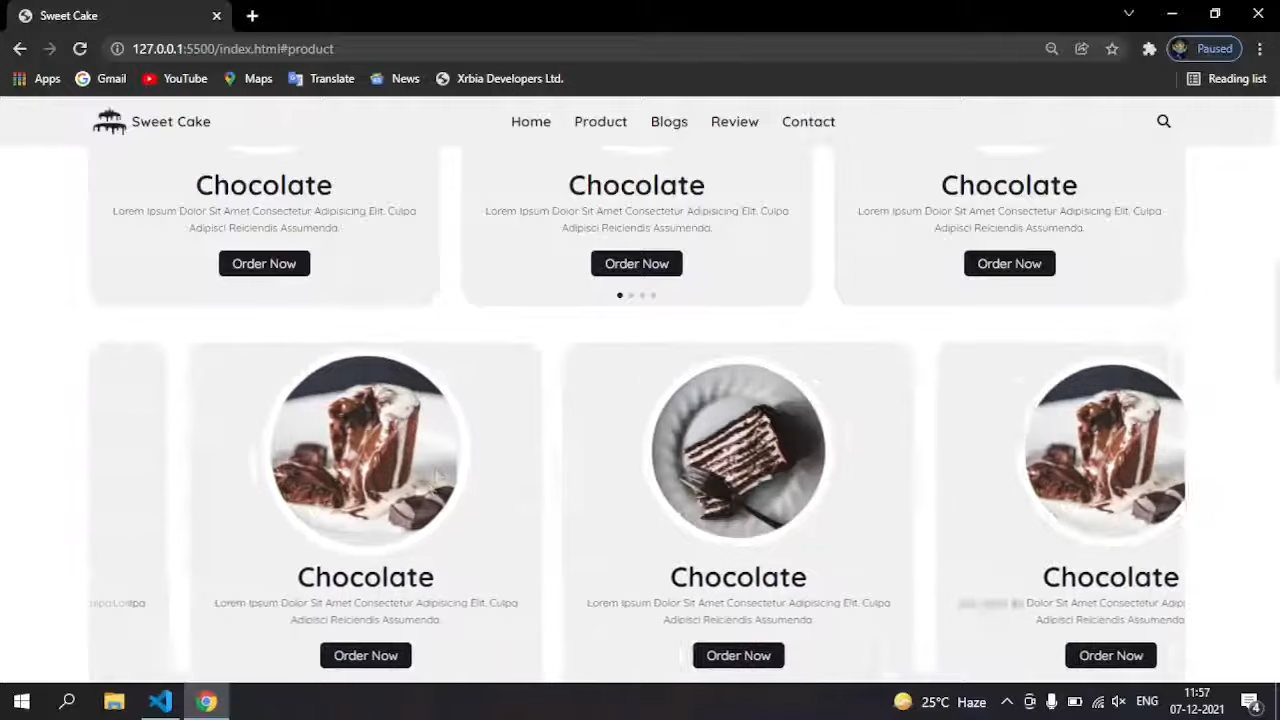 Sweet Cake
127.0.0.1:5500/index.html#product
Paused
Apps Gmail YouTube Maps Translate News Xrbia Developers Ltd. Reading list
Sweet Cake Home Product Blogs Review Contact
Chocolate Chocolate Chocolate
Lorem Ipsum Dolor Sit Amet Consectetur Adipisicing Elit. Culpa Lorem Ipsum Dolor Sit Amet Consectetur Adipisicing Elit. Culpa Lorem Ipsum Dolor Sit Amet Consectetur Adipisicing Elit. Culpa
Adipisci Reiciendis Assumenda. Adipisci Reiciendis Assumenda. Adipisci Reiciendis Assumenda.
Order Now Order Now Order Now
Chocolate Chocolate Chocolate
Lorem Ipsum Dolor Sit Amet Consectetur Adipisicing Elit. Culpa Lorem Ipsum Dolor Sit Amet Consectetur Adipisicing Elit. Culpa Dolor Sit Amet Consectetur Adipisc
Adipisci Reiciendis Assumenda. Adipisci Reiciendis Assumenda. Adipisci Reiciendis Assumenda
Order Now Order Now Order Now
25°C Haze ENG 11:57
07-12-2021 4